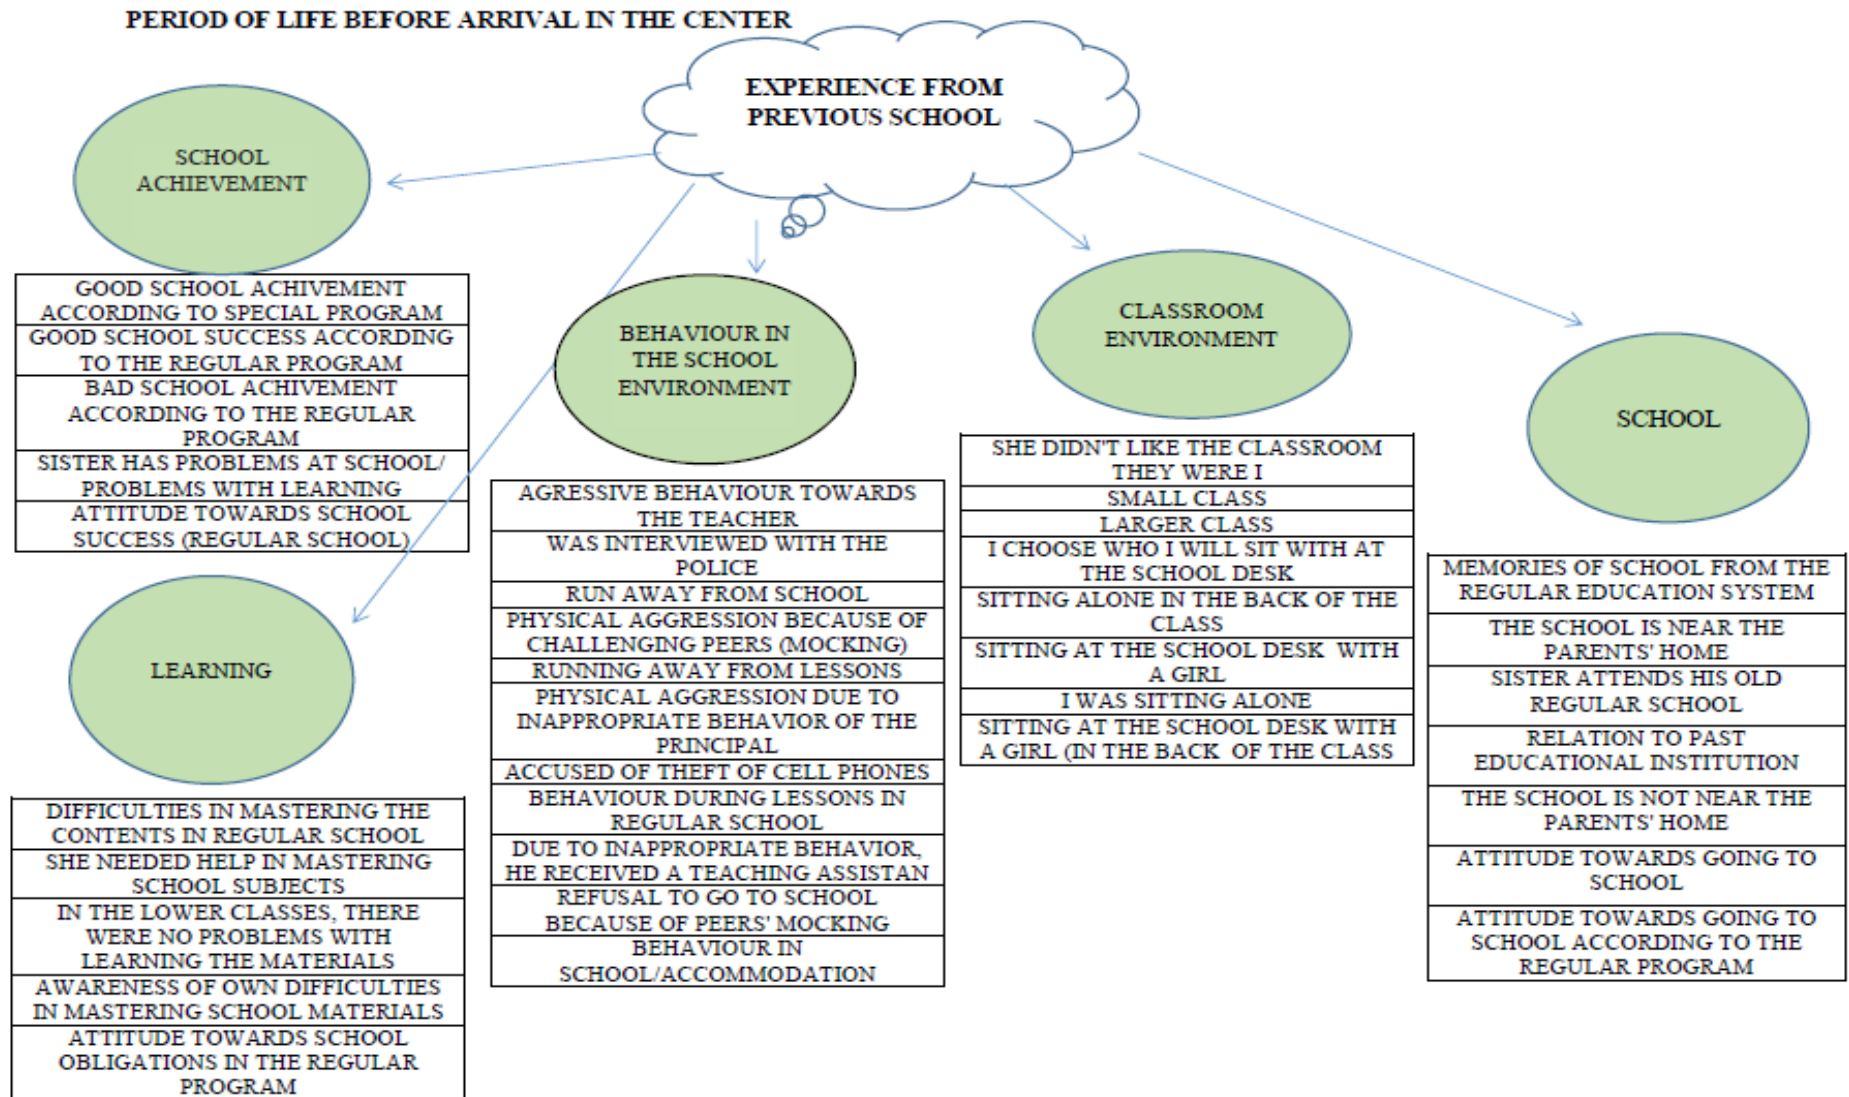 PERIOD OF LIFE BEFORE ARRIVAL IN THE CENTER
EXPERIENCE FROM
PREVIOUS SCHOOL
SCHOOL
ACHIEVEMENT
GOOD SCHOOL ACHIVEMENT
ACCORDING TO SPECIAL PROGRAM
GOOD SCHOOL SUCCESS ACCORDING
TO THE REGULAR PROGRAM
BAD SCHOOL ACHIVEMENT
ACCORDING TO THE REGULAR
PROGRAM
SISTER HAS PROBLEMS AT SCHOOL/
PROBLEMS WITH LEARNING
ATTITUDE TOWARDS SCHOOL
SUCCESS (REGULAR SCHOOL)
LEARNING
DIFFICULTIES IN MASTERING THE
CONTENTS IN REGULAR SCHOOL
SHE NEEDED HELP IN MASTERING
SCHOOL SUBJECTS
IN THE LOWER CLASSES, THERE
WERE NO PROBLEMS WITH
LEARNING THE MATERIALS
AWARENESS OF OWN DIFFICULTIES
IN MASTERING SCHOOL MATERIALS
ATTITUDE TOWARDS SCHOOL
OBLIGATIONS IN THE REGULAR
PROGRAM
BEHAVIOUR IN
THE SCHOOL
ENVIRONMENT
AGRESSIVE BEHAVIOUR TOWARDS
THE TEACHER
WAS INTERVIEWED WITH THE
POLICE
RUN AWAY FROM SCHOOL
PHYSICAL AGGRESSION BECAUSE OF
CHALLENGING PEERS (MOCKING)
RUNNING AWAY FROM LESSONS
PHYSICAL AGGRESSION DUE TO
INAPPROPRIATE BEHAVIOR OF THE
PRINCIPAL
ACCUSED OF THEFT OF CELL PHONES
BEHAVIOUR DURING LESSONS IN
REGULAR SCHOOL
DUE TO INAPPROPRIATE BEHAVIOR,
HE RECEIVED A TEACHING ASSISTAN
REFUSAL TO GO TO SCHOOL
BECAUSE OF PEERS' MOCKING
BEHAVIOUR IN
SCHOOL/ACCOMMODATION
CLASSROOM
ENVIRONMENT
SHE DIDN'T LIKE THE CLASSROOM
THEY WERE I
SMALL CLASS
LARGER CLASS
I CHOOSE WHO I WILL SIT WITH AT
THE SCHOOL DESK
SITTING ALONE IN THE BACK OF THE
CLASS
SITTING AT THE SCHOOL DESK WITH
A GIRL
I WAS SITTING ALONE
SITTING AT THE SCHOOL DESK WITH
A GIRL (IN THE BACK OF THE CLASS
SCHOOL
MEMORIES OF SCHOOL FROM THE
REGULAR EDUCATION SYSTEM
THE SCHOOL IS NEAR THE
PARENTS' HOME
SISTER ATTENDS HIS OLD
REGULAR SCHOOL
RELATION TO PAST
EDUCATIONAL INSTITUTION
THE SCHOOL IS NOT NEAR THE
PARENTS' HOME
ATTITUDE TOWARDS GOING TO
SCHOOL
ATTITUDE TOWARDS GOING TO
SCHOOL ACCORDING TO THE
REGULAR PROGRAM